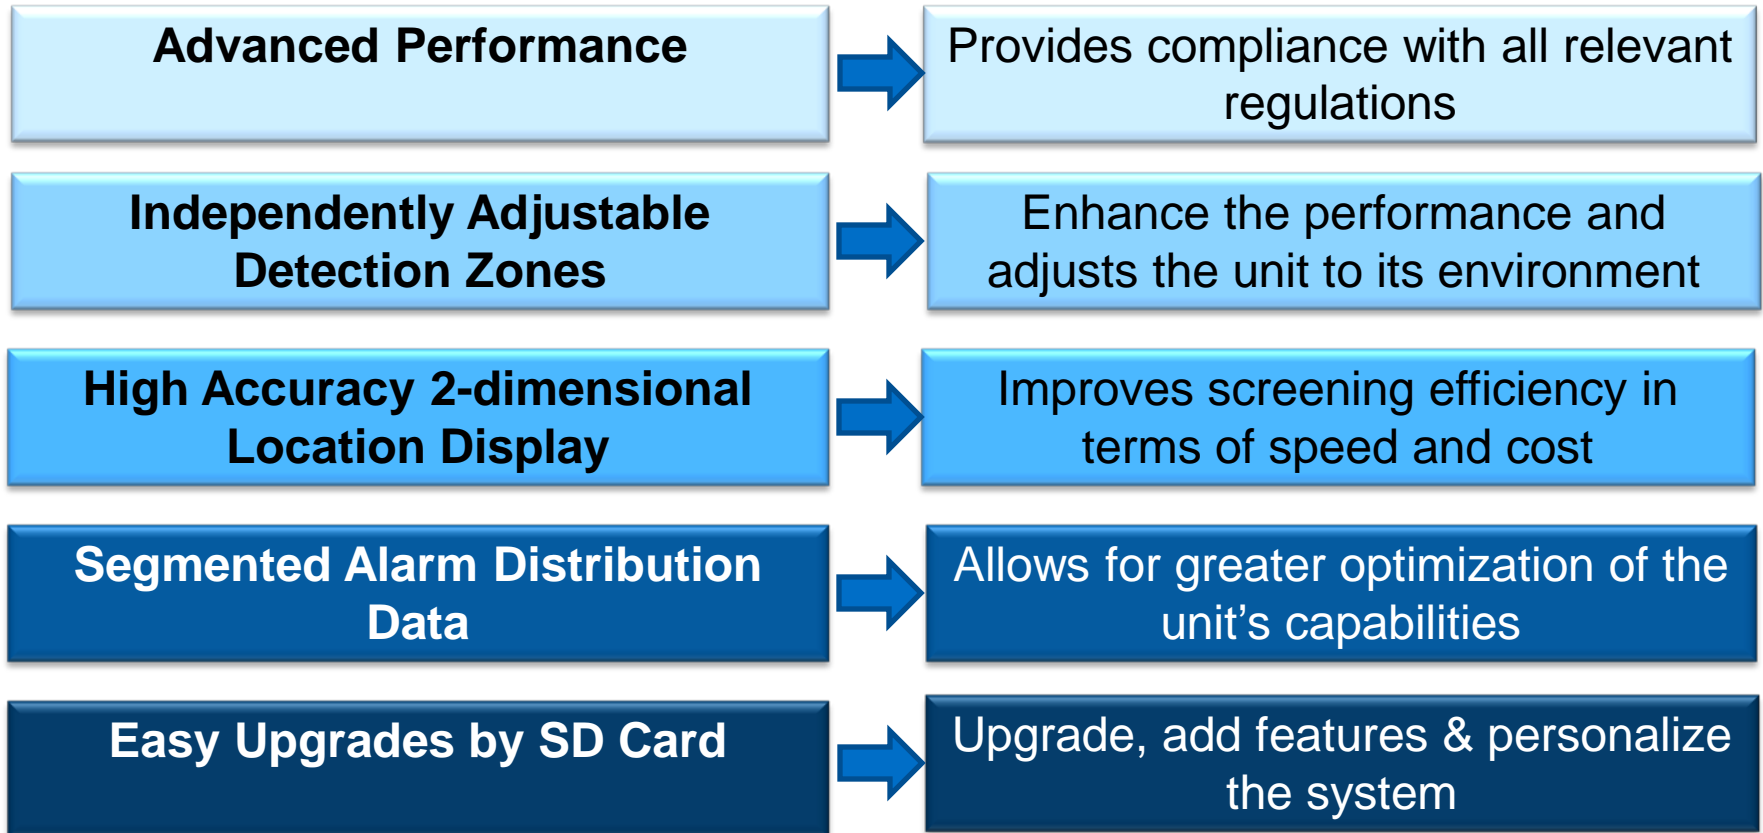 Advanced Performance
Provides compliance with all relevant
regulations
Independently Adjustable
Detection Zones
Enhance the performance and
adjusts the unit to its environment
High Accuracy 2-dimensional
Location Display
Improves screening efficiency in
terms of speed and cost
Segmented Alarm Distribution
Data
Allows for greater optimization of the
unit’s capabilities
Easy Upgrades by SD Card
Upgrade, add features & personalize
the system